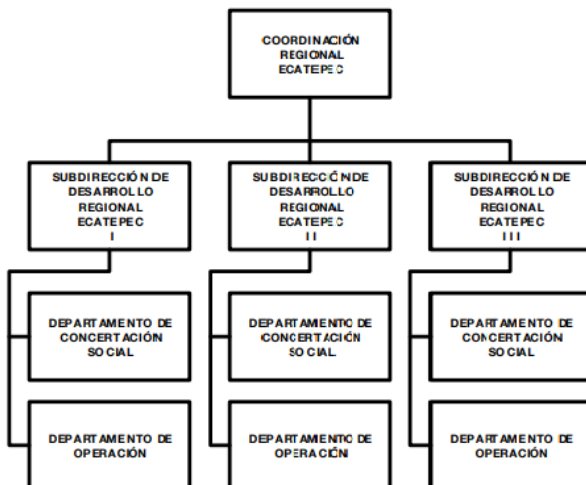 COORDINACIÓN
REGIONAL
ECATEPEC
SUBDIRECCIÓN DE
DESARROLLO
REGIONAL
ECATEPEC
I
SUBDIRECCIÓN DE
DESARROLLO
REGIONAL
ECATEPEC
II
SUBDIRECCIÓN DE
DESARROLLO
REGIONAL
ECATEPEC
III
DEPARTAMENTO DE
CONCERTACIÓN
SOCIAL
DEPARTAMENTO DE
CONCERTACIÓN
SOCIAL
DEPARTAMENTO DE
CONCERTACIÓN
SOCIAL
DEPARTAMENTO DE
OPERACIÓN
DEPARTAMENTO DE
OPERACIÓN
DEPARTAMENTO DE
OPERACIÓN